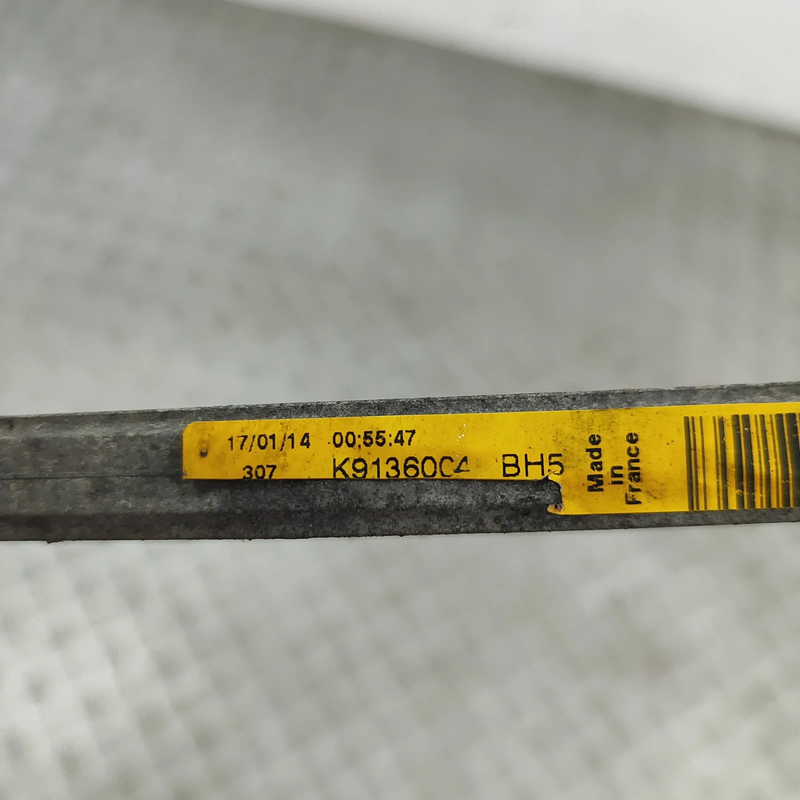 17/01/14 00:55:47
307 K9136004 BH5
Made
in
France